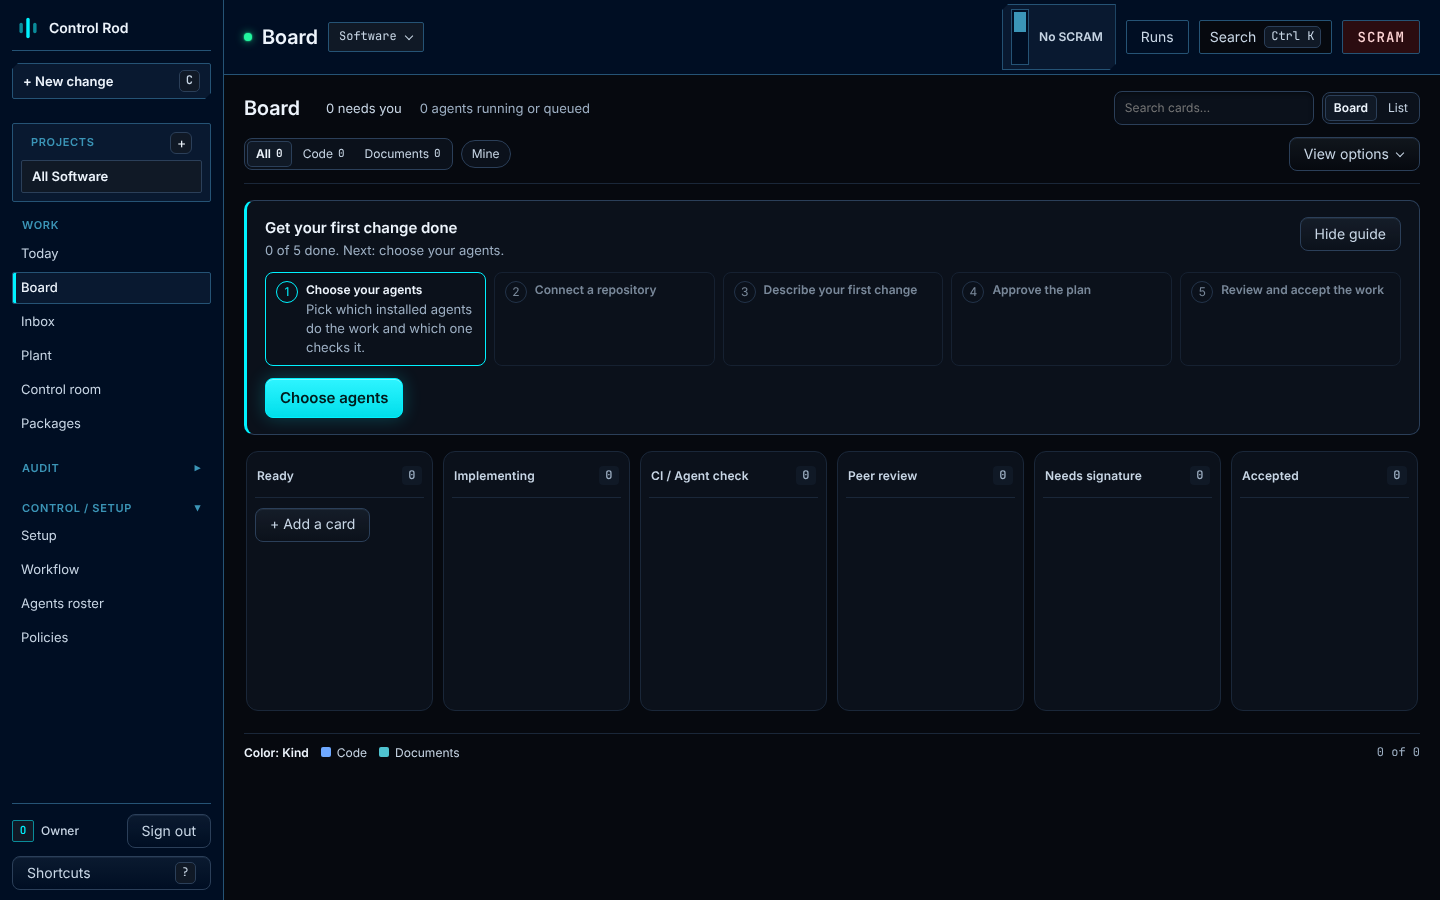 Control Rod
+ New change C
PROJECTS +
All Software
WORK
Today
Board
Inbox
Plant
Control room
Packages
AUDIT
CONTROL / SETUP
Setup
Workflow
Agents roster
Policies
O Owner Sign out
Shortcuts ?
Board Software No SCRAM Runs Search Ctrl K SCRAM
Board 0 needs you 0 agents running or queued Search cards... Board List
All 0 Code 0 Documents 0 Mine View options
Get your first change done
0 of 5 done. Next: choose your agents.
Hide guide
1 Choose your agents
Pick which installed agents
do the work and which one
checks it.
2 Connect a repository
3 Describe your first change
4 Approve the plan
5 Review and accept the work
Choose agents
Ready 0 Implementing 0 CI / Agent check 0 Peer review 0 Needs signature 0 Accepted 0
+ Add a card
Color: Kind Code Documents 0 of 0